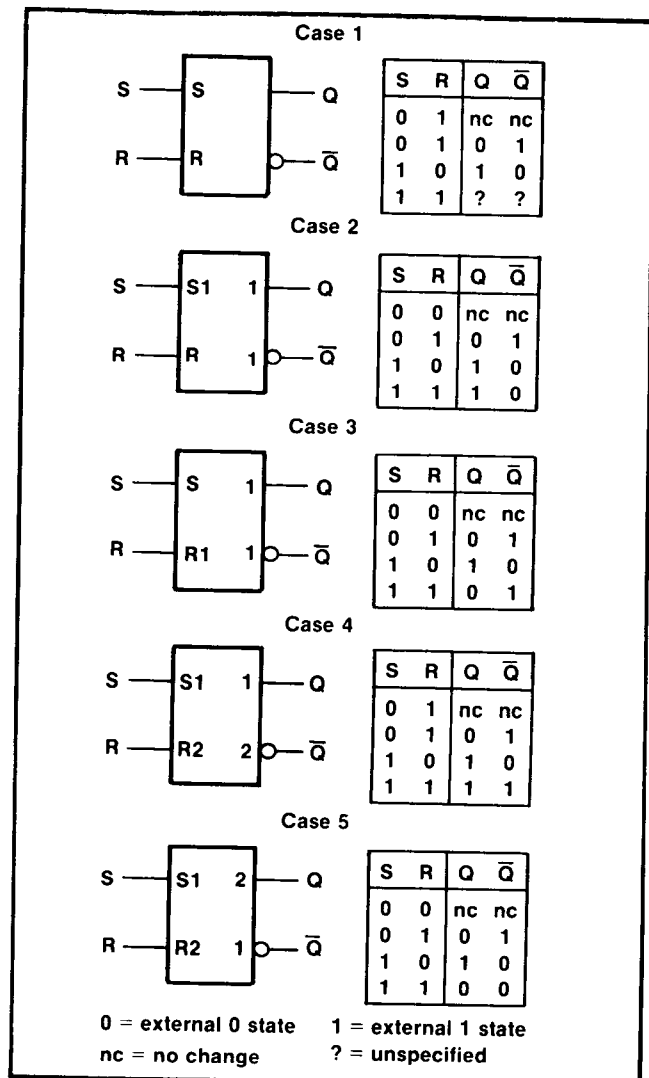 Case 1
S S Q
R R Q̅
S R Q Q̅
0 1 nc nc
0 1 0 1
1 0 1 0
1 1 ? ?
Case 2
S S1 1 Q
R R 1 Q̅
S R Q Q̅
0 0 nc nc
0 1 0 1
1 0 1 0
1 1 1 0
Case 3
S S 1 Q
R R1 1 Q̅
S R Q Q̅
0 0 nc nc
0 1 0 1
1 0 1 0
1 1 0 1
Case 4
S S1 1 Q
R R2 2 Q̅
S R Q Q̅
0 1 nc nc
0 1 0 1
1 0 1 0
1 1 1 1
Case 5
S S1 2 Q
R R2 1 Q̅
S R Q Q̅
0 0 nc nc
0 1 0 1
1 0 1 0
1 1 0 0
0 = external 0 state 1 = external 1 state
nc = no change ? = unspecified